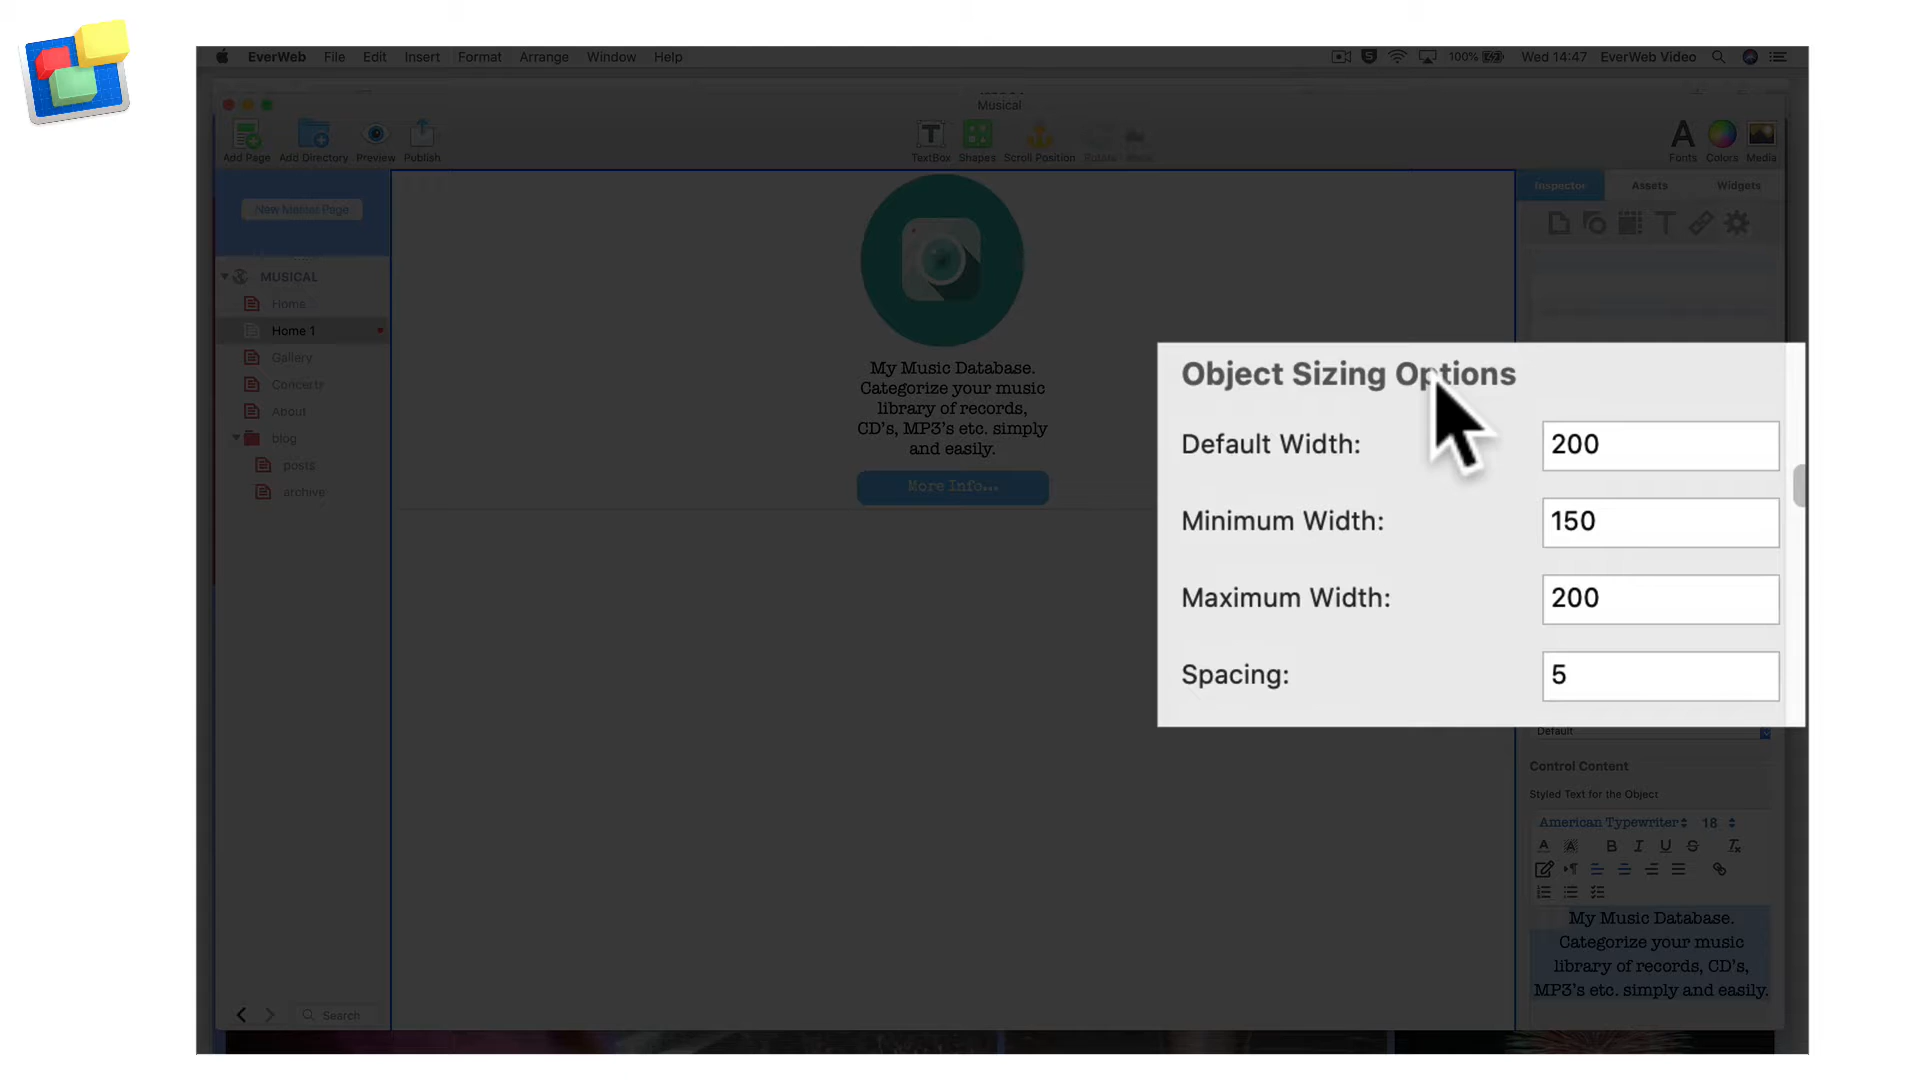 EverWeb File Edit Insert Format Arrange Window Help 100% Wed 14:47 EverWeb Video
Musical
Add Page Add Directory Preview Publish TextBox Shapes Scroll Position Rotate Fonts Colors Media
New Master Page
Inspector Assets Widgets
MUSICAL
Home
Home 1
Gallery
Concerts
About
blog
posts
archive
My Music Database.
Categorize your music
library of records,
CD's, MP3's etc. simply
and easily.
More Info...
Object Sizing Options
Default Width: 200
Minimum Width: 150
Maximum Width: 200
Spacing: 5
Default
Control Content
Styled Text for the Object
American Typewriter 18
My Music Database.
Categorize your music
library of records, CD's,
MP3's etc. simply and easily.
Search